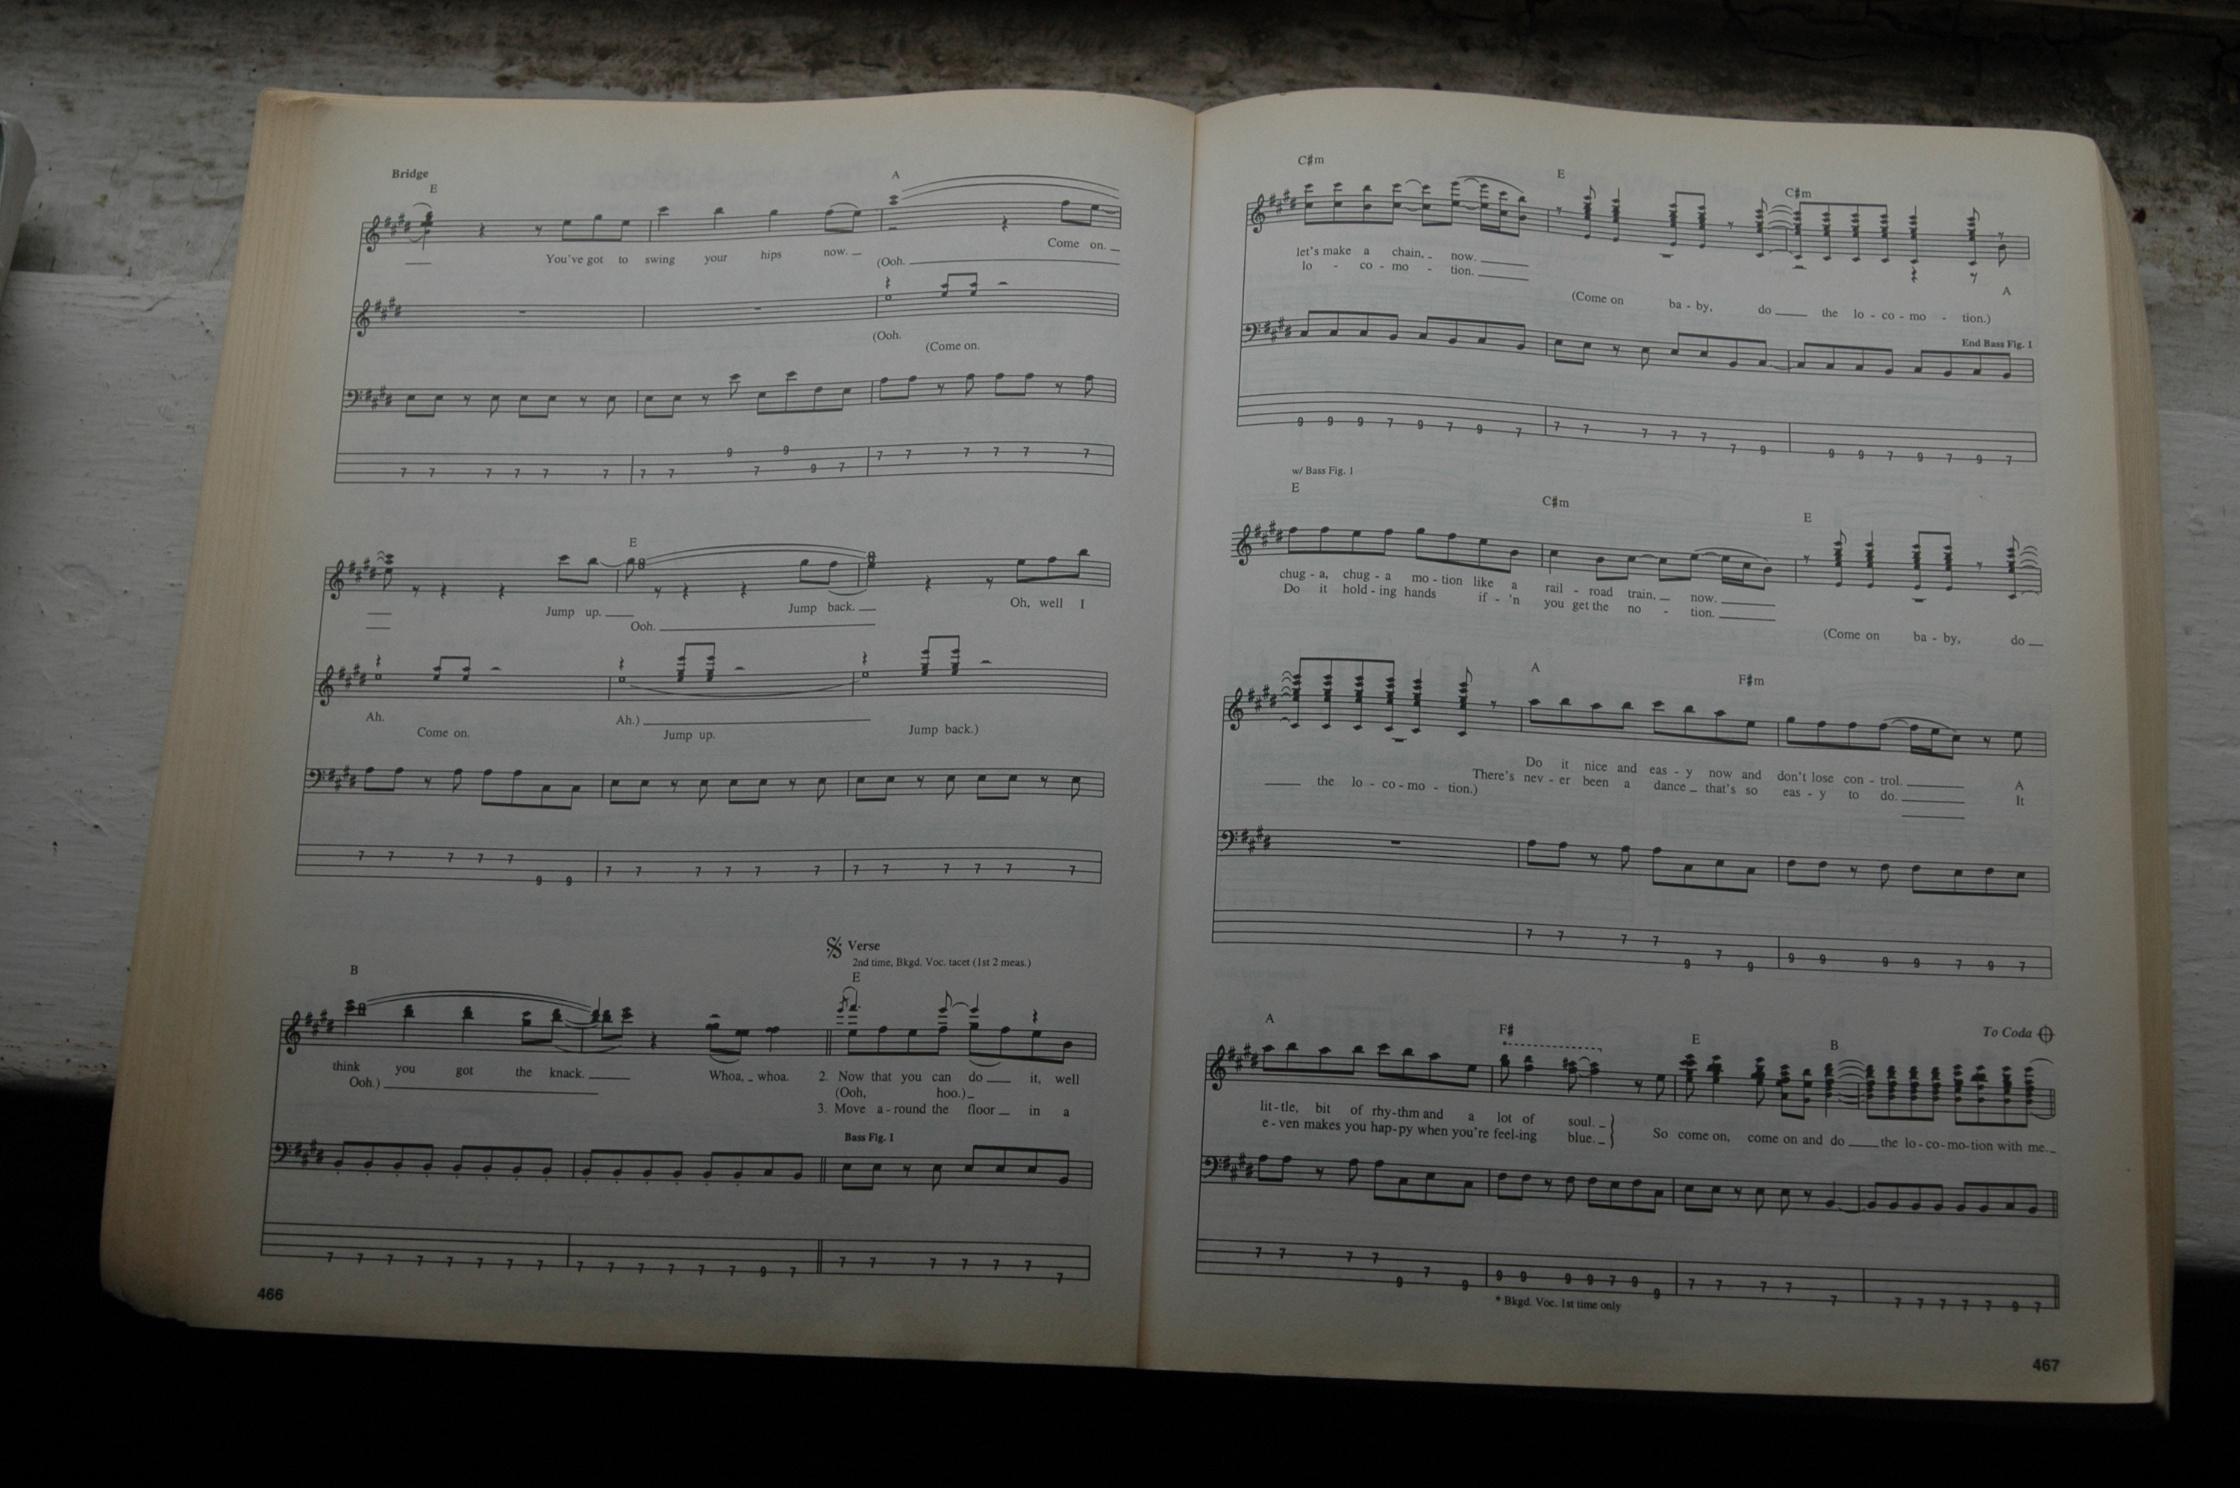 Bridge
E A
You've got to swing your hips now. (Ooh. Come on.
(Ooh.
(Come on.
7 7 7 7 7 7 7 7 9 7 9 9 7 7 7 7 7 7 7
E
Jump up. Jump back. Oh, well I
Ooh.
Ah. Ah.)
Come on. Jump up. Jump back.)
7 7 7 7 7 9 9 7 7 7 7 7 7 7 7 7 7 7 7
B
Verse
2nd time, Bkgd. Voc. tacet (1st 2 meas.)
E
think you got the knack. Whoa, whoa. 2. Now that you can do it, well
Ooh.) (Ooh, hoo.)
3. Move a - round the floor in a
Bass Fig. 1
7 7 7 7 7 7 7 7 7 7 7 7 7 7 9 7 7 7 7 7 7 7 7
466
C♯m E C♯m
let's make a chain, now.
lo - co - mo - tion.
(Come on ba - by, do the lo - co - mo - tion.)
A
End Bass Fig. 1
9 9 9 7 9 7 9 7 7 7 7 7 7 7 9 9 9 7 9 7 9 7
w/ Bass Fig. 1
E C♯m E
chug - a, chug - a mo - tion like a rail - road train, now.
Do it hold - ing hands if - 'n you get the no - tion.
(Come on ba - by, do
A F♯m
Do it nice and eas - y now and don't lose con - trol. A
the lo - co - mo - tion.) There's nev - er been a dance that's so eas - y to do. It
7 7 7 7 9 7 9 9 9 9 9 7 9 7
A F♯ E B To Coda
*
lit - tle, bit of rhy - thm and a lot of soul.
e - ven makes you hap - py when you're feel - ing blue. So come on, come on and do the lo - co - mo - tion with me.
7 7 7 7 9 7 9 9 9 9 9 7 9 9 7 7 7 7 7 7 7 7 7 7 9 7
* Bkgd. Voc. 1st time only
467